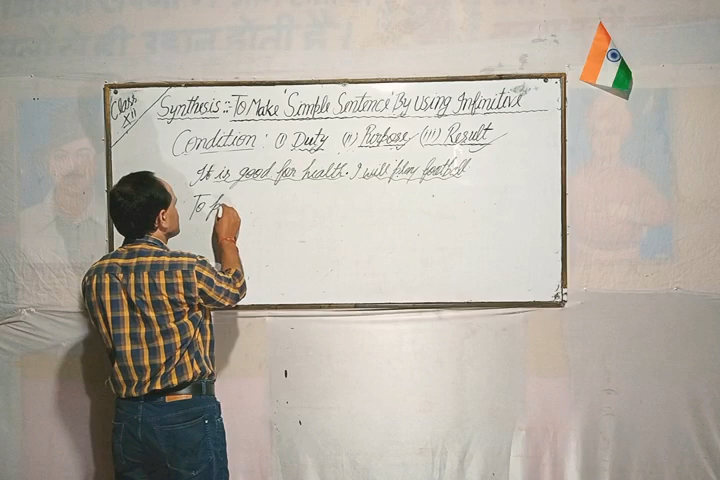 Class
XII
Synthesis :- To Make 'Simple Sentence' By Using Infinitive
Condition : (i) Duty (ii) Purpose (iii) Result
It is good for health. I will play football
To p